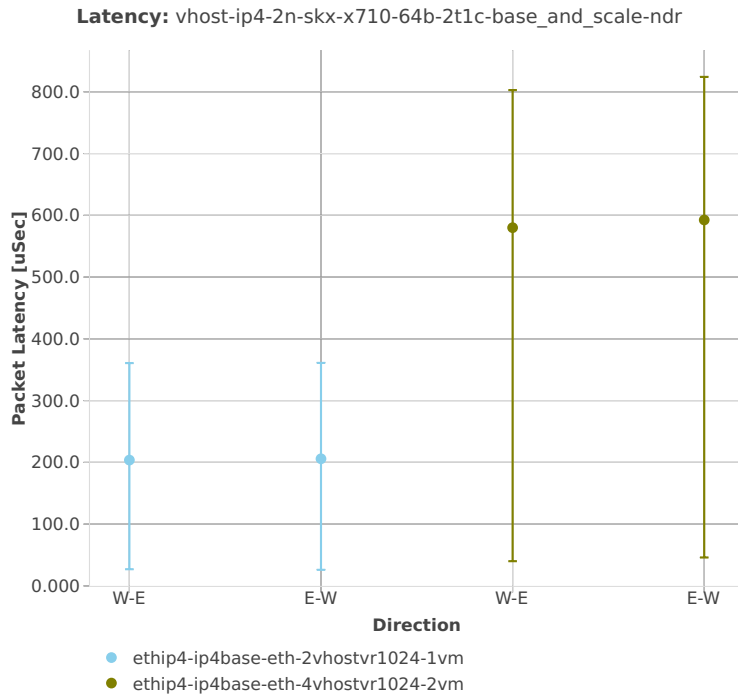 Latency: vhost-ip4-2n-skx-x710-64b-2t1c-base_and_scale-ndr
Packet Latency [uSec]
800.0
700.0
600.0
500.0
400.0
300.0
200.0
100.0
0.000
W-E E-W W-E E-W
Direction
ethip4-ip4base-eth-2vhostvr1024-1vm
ethip4-ip4base-eth-4vhostvr1024-2vm